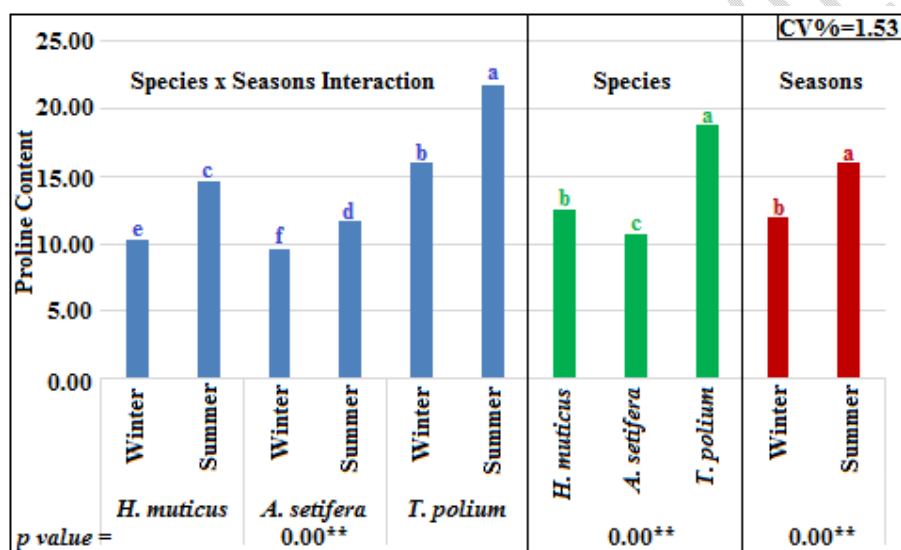 CV%=1.53
Species x Seasons Interaction Species Seasons
Proline Content
25.00
20.00
15.00
10.00
5.00
0.00
e c f d b a b c a b a
Winter Summer Winter Summer Winter Summer H. muticus A. setifera T. polium Winter Summer
H. muticus A. setifera T. polium
p value = 0.00** 0.00** 0.00**